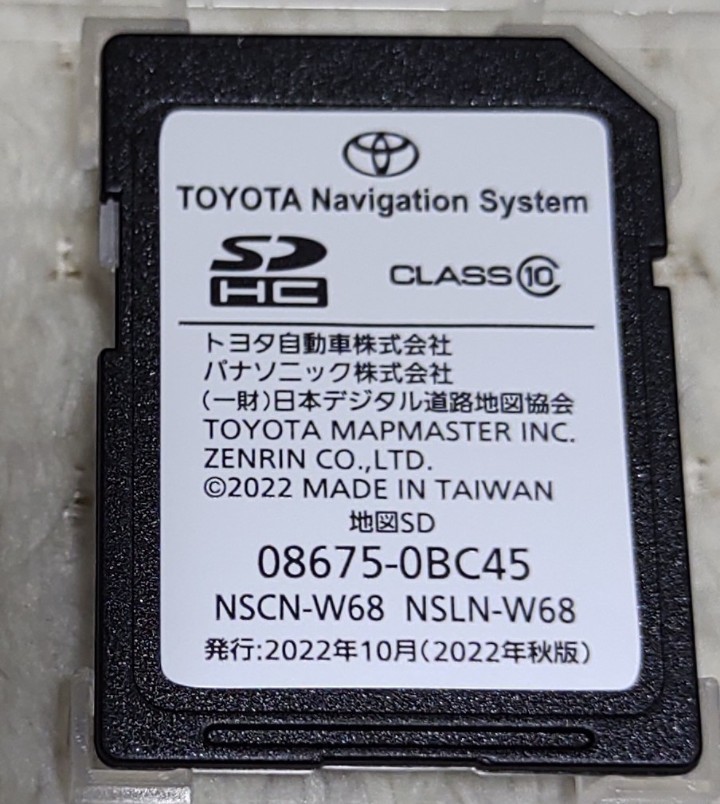 TOYOTA Navigation System
SD HC CLASS 10
トヨタ自動車株式会社
パナソニック株式会社
(一財)日本デジタル道路地図協会
TOYOTA MAPMASTER INC.
ZENRIN CO.,LTD.
©2022 MADE IN TAIWAN
地図SD
08675-0BC45
NSCN-W68 NSLN-W68
発行:2022年10月(2022年秋版)